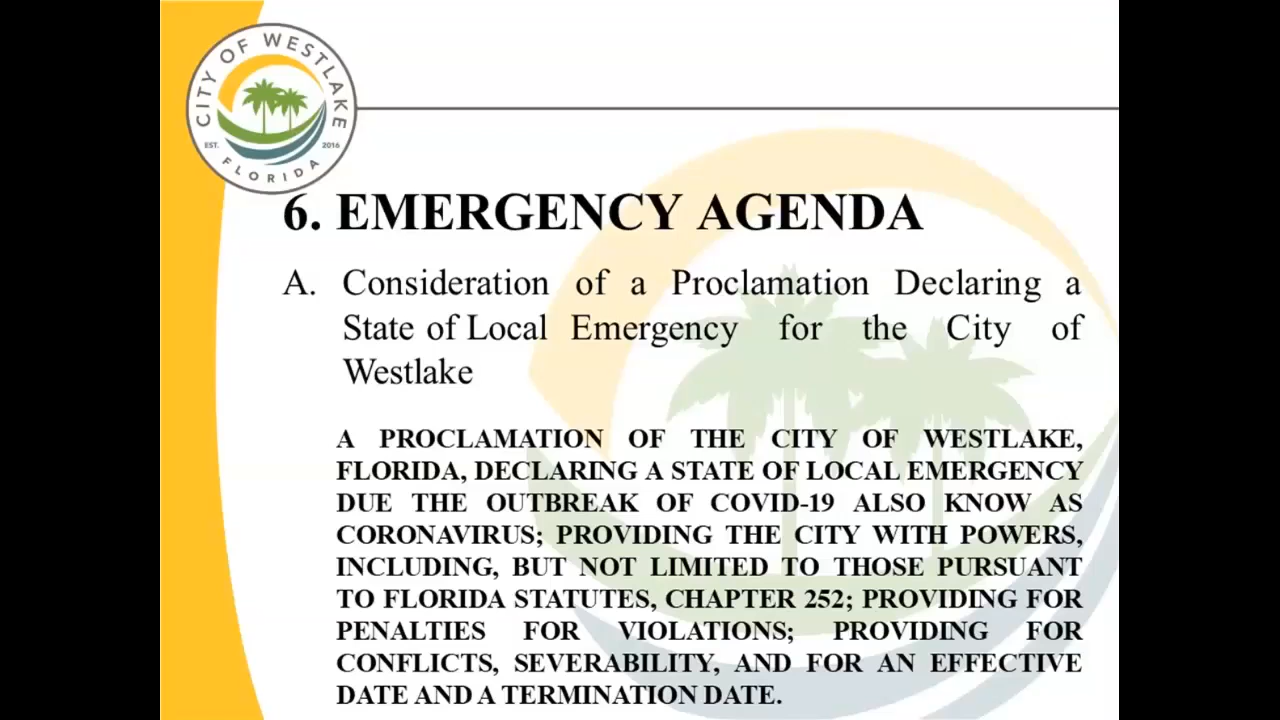 CITY OF WESTLAKE
EST. 2016
FLORIDA
6. EMERGENCY AGENDA
A. Consideration of a Proclamation Declaring a
State of Local Emergency for the City of
Westlake
A PROCLAMATION OF THE CITY OF WESTLAKE,
FLORIDA, DECLARING A STATE OF LOCAL EMERGENCY
DUE THE OUTBREAK OF COVID-19 ALSO KNOW AS
CORONAVIRUS; PROVIDING THE CITY WITH POWERS,
INCLUDING, BUT NOT LIMITED TO THOSE PURSUANT
TO FLORIDA STATUTES, CHAPTER 252; PROVIDING FOR
PENALTIES FOR VIOLATIONS; PROVIDING FOR
CONFLICTS, SEVERABILITY, AND FOR AN EFFECTIVE
DATE AND A TERMINATION DATE.